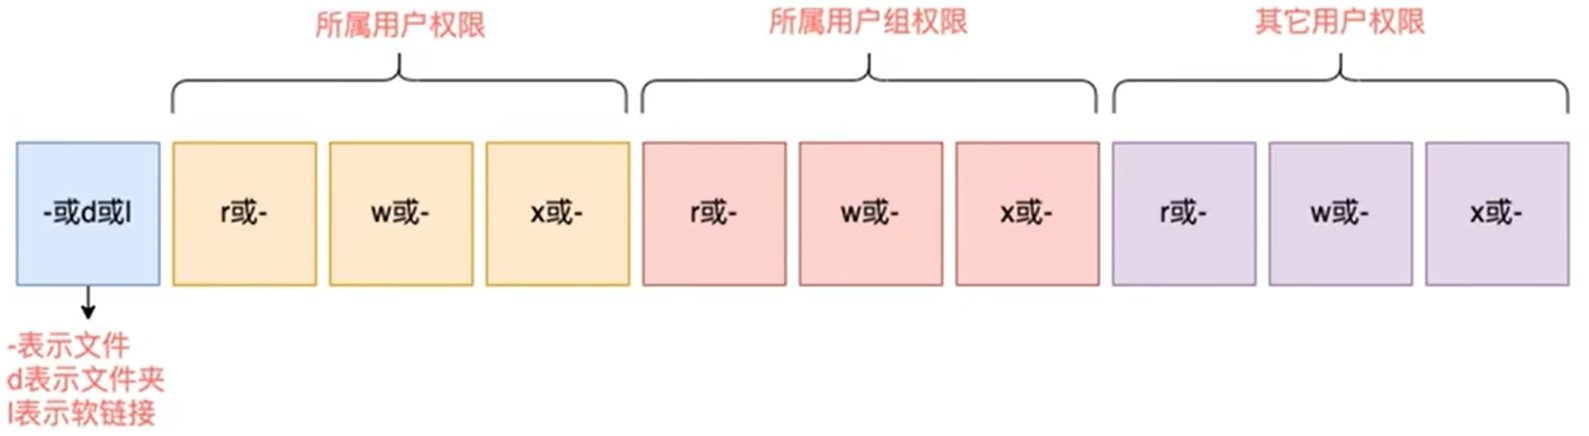 所属用户权限
所属用户组权限
其它用户权限
-或d或l
r或-
w或-
x或-
r或-
w或-
x或-
r或-
w或-
x或-
-表示文件
d表示文件夹
l表示软链接